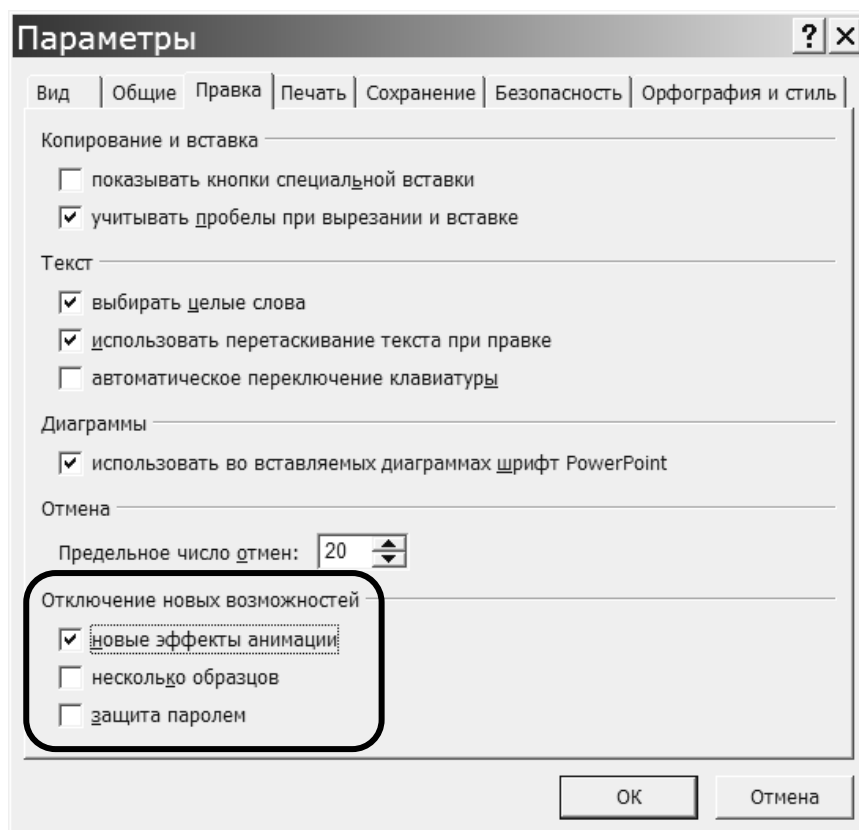 Параметры ? ×
Вид Общие Правка Печать Сохранение Безопасность Орфография и стиль
Копирование и вставка
показывать кнопки специальной вставки
учитывать пробелы при вырезании и вставке
Текст
выбирать целые слова
использовать перетаскивание текста при правке
автоматическое переключение клавиатуры
Диаграммы
использовать во вставляемых диаграммах шрифт PowerPoint
Отмена
Предельное число отмен: 20
Отключение новых возможностей
новые эффекты анимации
несколько образцов
защита паролем
ОК Отмена